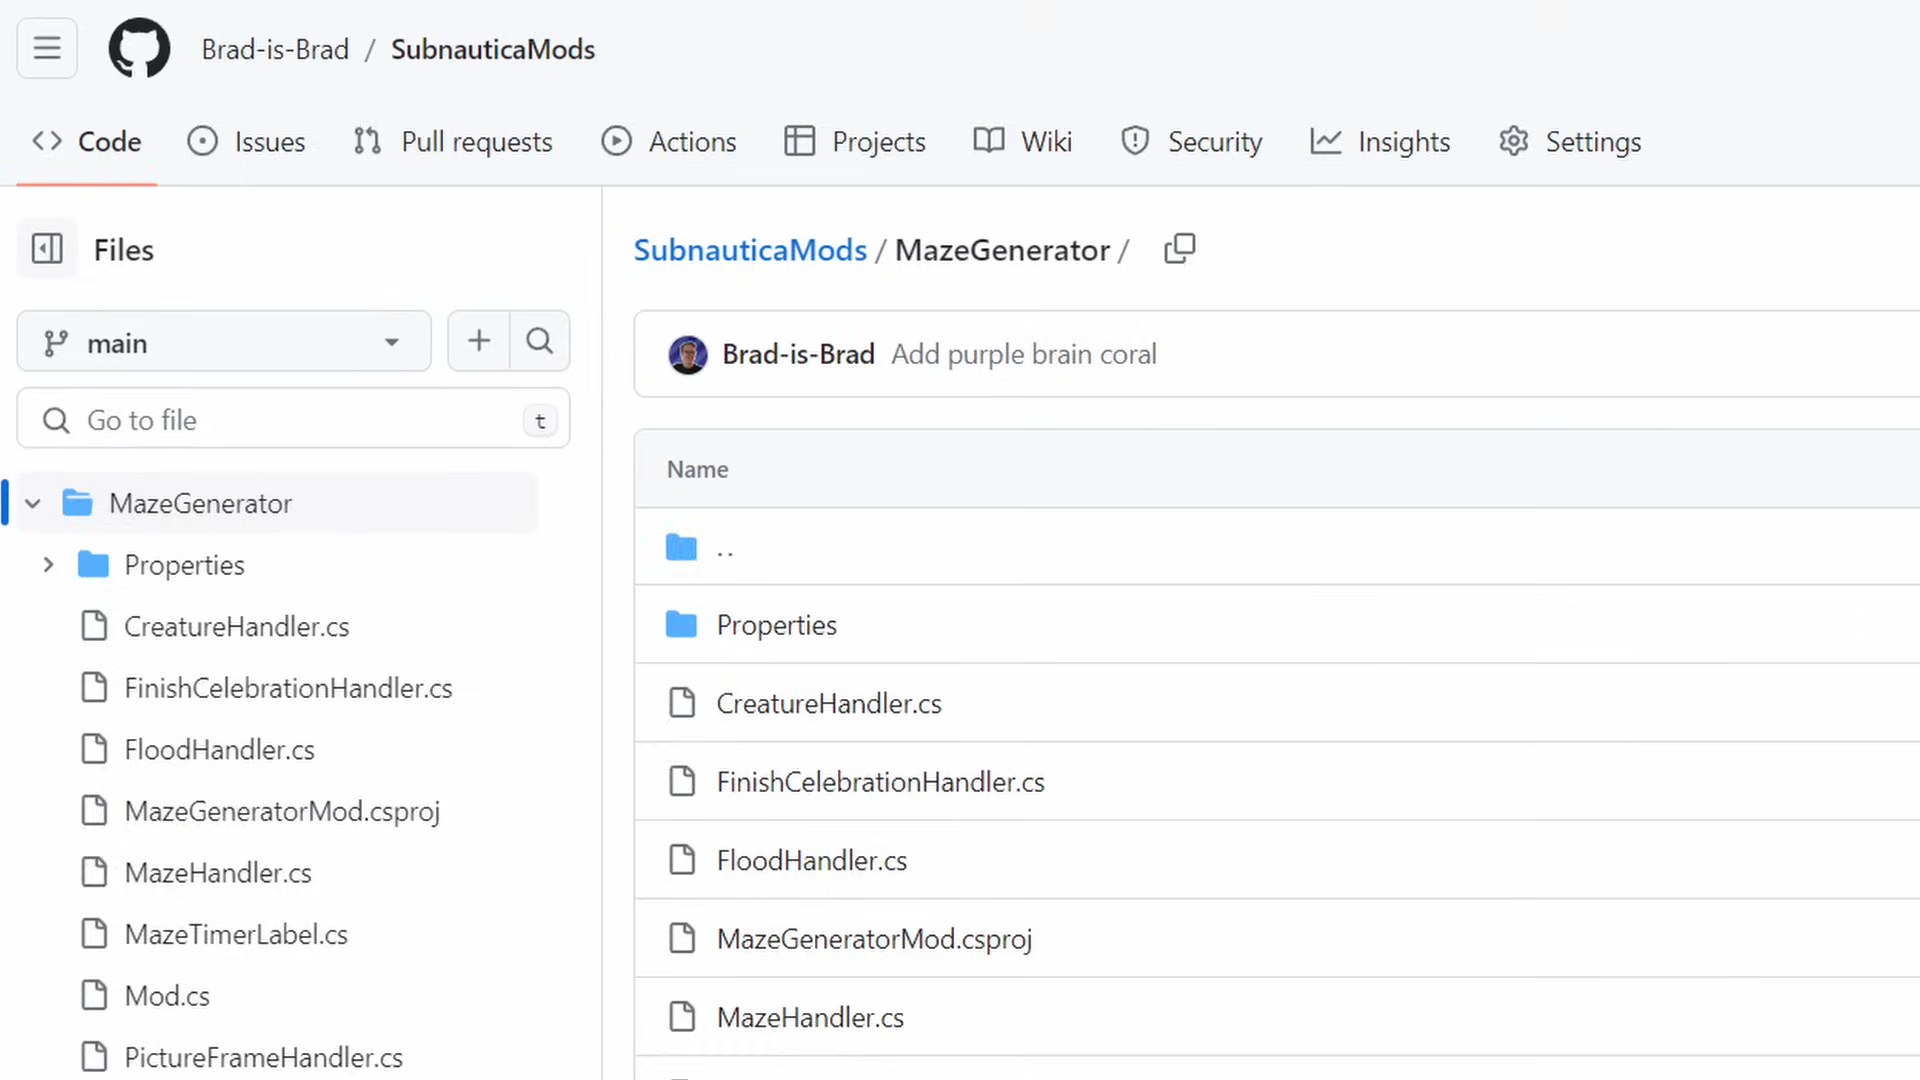 Brad-is-Brad / SubnauticaMods
Code Issues Pull requests Actions Projects Wiki Security Insights Settings
Files
main
Go to file t
MazeGenerator
Properties
CreatureHandler.cs
FinishCelebrationHandler.cs
FloodHandler.cs
MazeGeneratorMod.csproj
MazeHandler.cs
MazeTimerLabel.cs
Mod.cs
PictureFrameHandler.cs
SubnauticaMods / MazeGenerator /
Brad-is-Brad Add purple brain coral
Name
..
Properties
CreatureHandler.cs
FinishCelebrationHandler.cs
FloodHandler.cs
MazeGeneratorMod.csproj
MazeHandler.cs